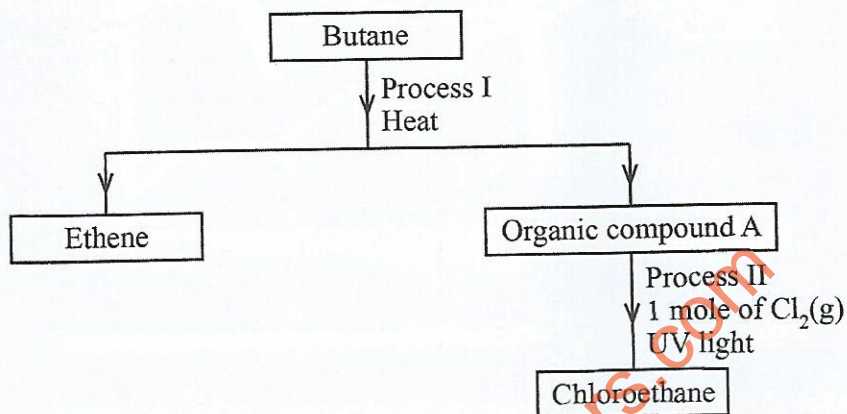 Butane
Process I
Heat
Ethene
Organic compound A
Process II
1 mole of Cl₂(g)
UV light
Chloroethane